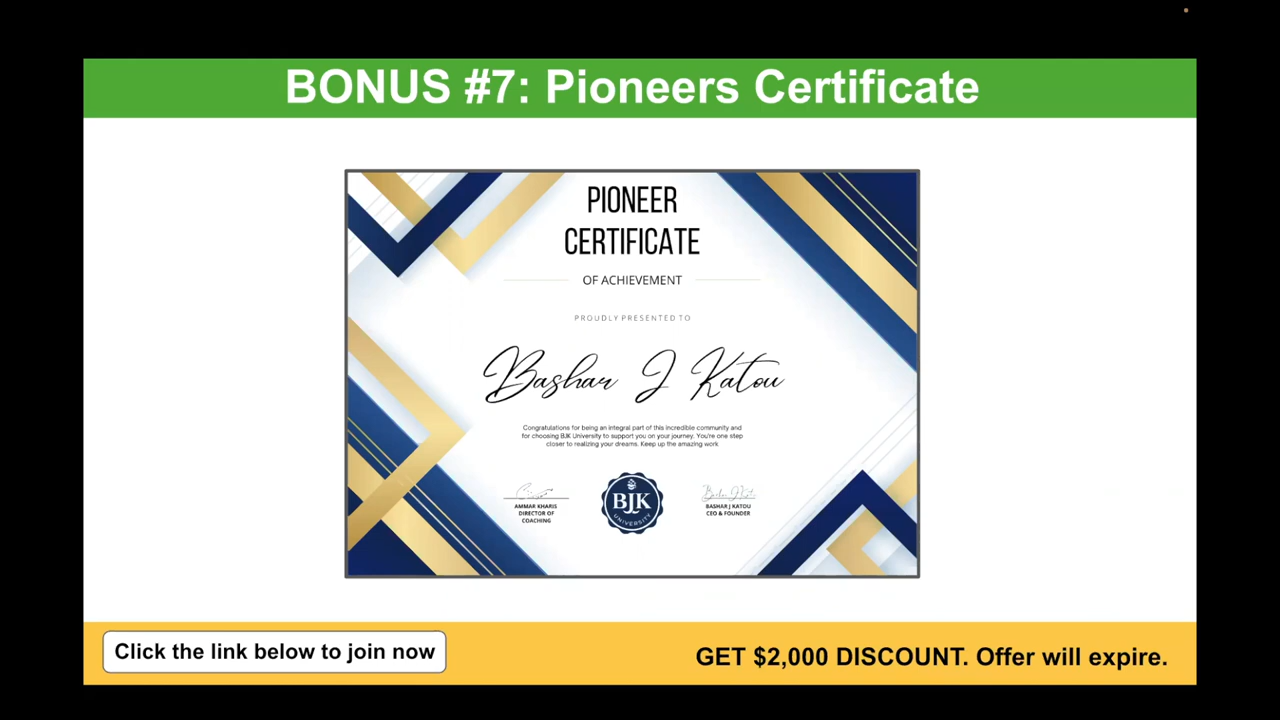 BONUS #7: Pioneers Certificate
PIONEER
CERTIFICATE
OF ACHIEVEMENT
PROUDLY PRESENTED TO
Bashar J Katou
Congratulations for being an integral part of this incredible community and
for choosing BJK University to support you on your journey. You're one step
closer to realizing your dreams. Keep up the amazing work
AMMAR KHARIS
DIRECTOR OF
COACHING
BJK
UNIVERSITY
BASHAR J KATOU
CEO & FOUNDER
Click the link below to join now
GET $2,000 DISCOUNT. Offer will expire.